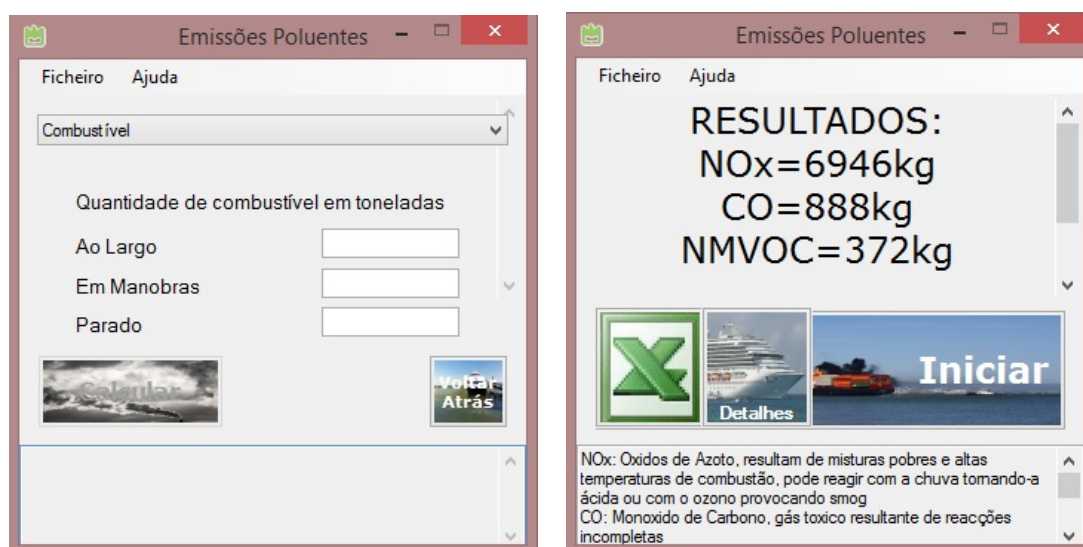 Emissões Poluentes
Ficheiro Ajuda
Combustível
Quantidade de combustível em toneladas
Ao Largo
Em Manobras
Parado
Calcular
Voltar
Atrás
Emissões Poluentes
Ficheiro Ajuda
RESULTADOS:
NOx=6946kg
CO=888kg
NMVOC=372kg
Detalhes
Iniciar
NOx: Oxidos de Azoto, resultam de misturas pobres e altas
temperaturas de combustão, pode reagir com a chuva tornando-a
ácida ou com o ozono provocando smog
CO: Monoxido de Carbono, gás toxico resultante de reacções
incompletas